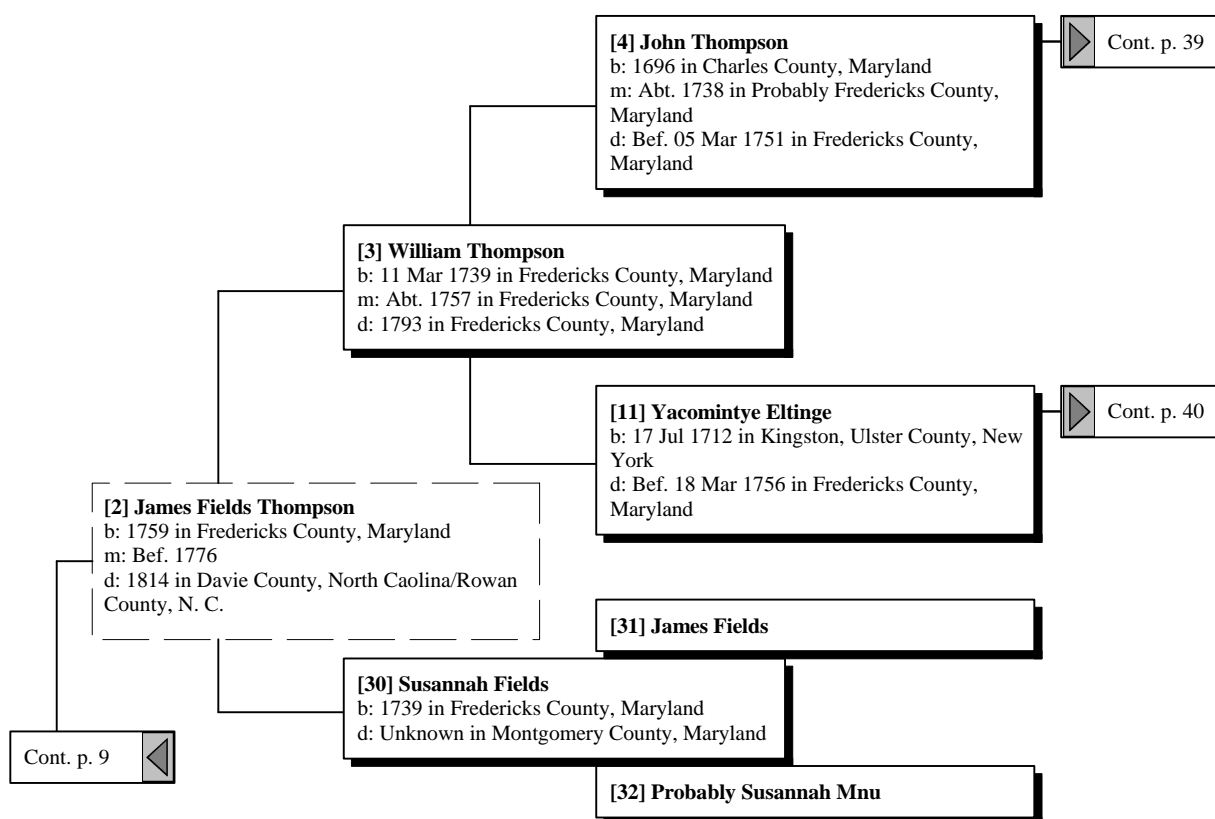 [4] John Thompson
b: 1696 in Charles County, Maryland
m: Abt. 1738 in Probably Fredericks County,
Maryland
d: Bef. 05 Mar 1751 in Fredericks County,
Maryland
Cont. p. 39
[3] William Thompson
b: 11 Mar 1739 in Fredericks County, Maryland
m: Abt. 1757 in Fredericks County, Maryland
d: 1793 in Fredericks County, Maryland
[11] Yacomintye Eltinge
b: 17 Jul 1712 in Kingston, Ulster County, New
York
d: Bef. 18 Mar 1756 in Fredericks County,
Maryland
Cont. p. 40
[2] James Fields Thompson
b: 1759 in Fredericks County, Maryland
m: Bef. 1776
d: 1814 in Davie County, North Caolina/Rowan
County, N. C.
[31] James Fields
[30] Susannah Fields
b: 1739 in Fredericks County, Maryland
d: Unknown in Montgomery County, Maryland
Cont. p. 9
[32] Probably Susannah Mnu